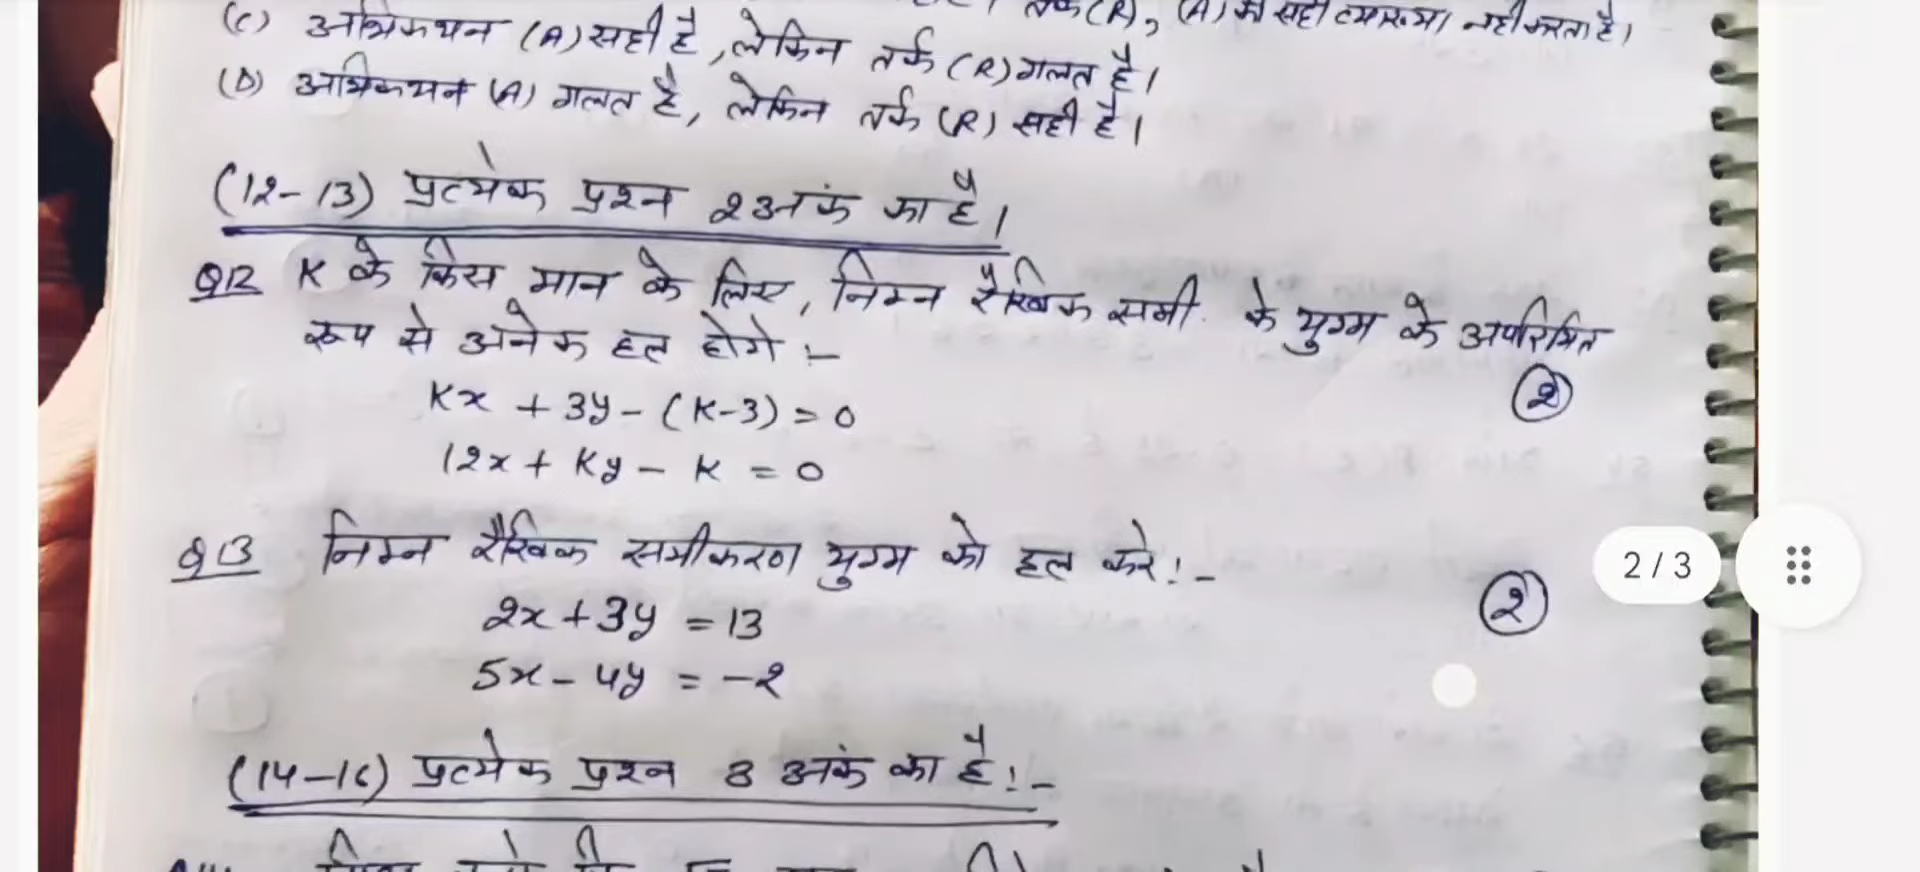 (C) अभिकथन (A) सही है, लेकिन तर्क (R) गलत है।
(D) अभिकथन (A) गलत है, लेकिन तर्क (R) सही है।
(12-13) प्रत्येक प्रश्न 2 अकं का है।
Q12 K के किस मान के लिए, निम्न रैखिक समी. के युग्म के अपरिमित
रूप से अनेक हल होगे :-
(2)
Kx + 3y - (K-3) = 0
12x + Ky - K = 0
Q13 निम्न रैखिक समीकरण युग्म को हल करे :-
2/3
(2)
2x + 3y = 13
5x - 4y = -2
(14-16) प्रत्येक प्रश्न 3 अकं का है :-